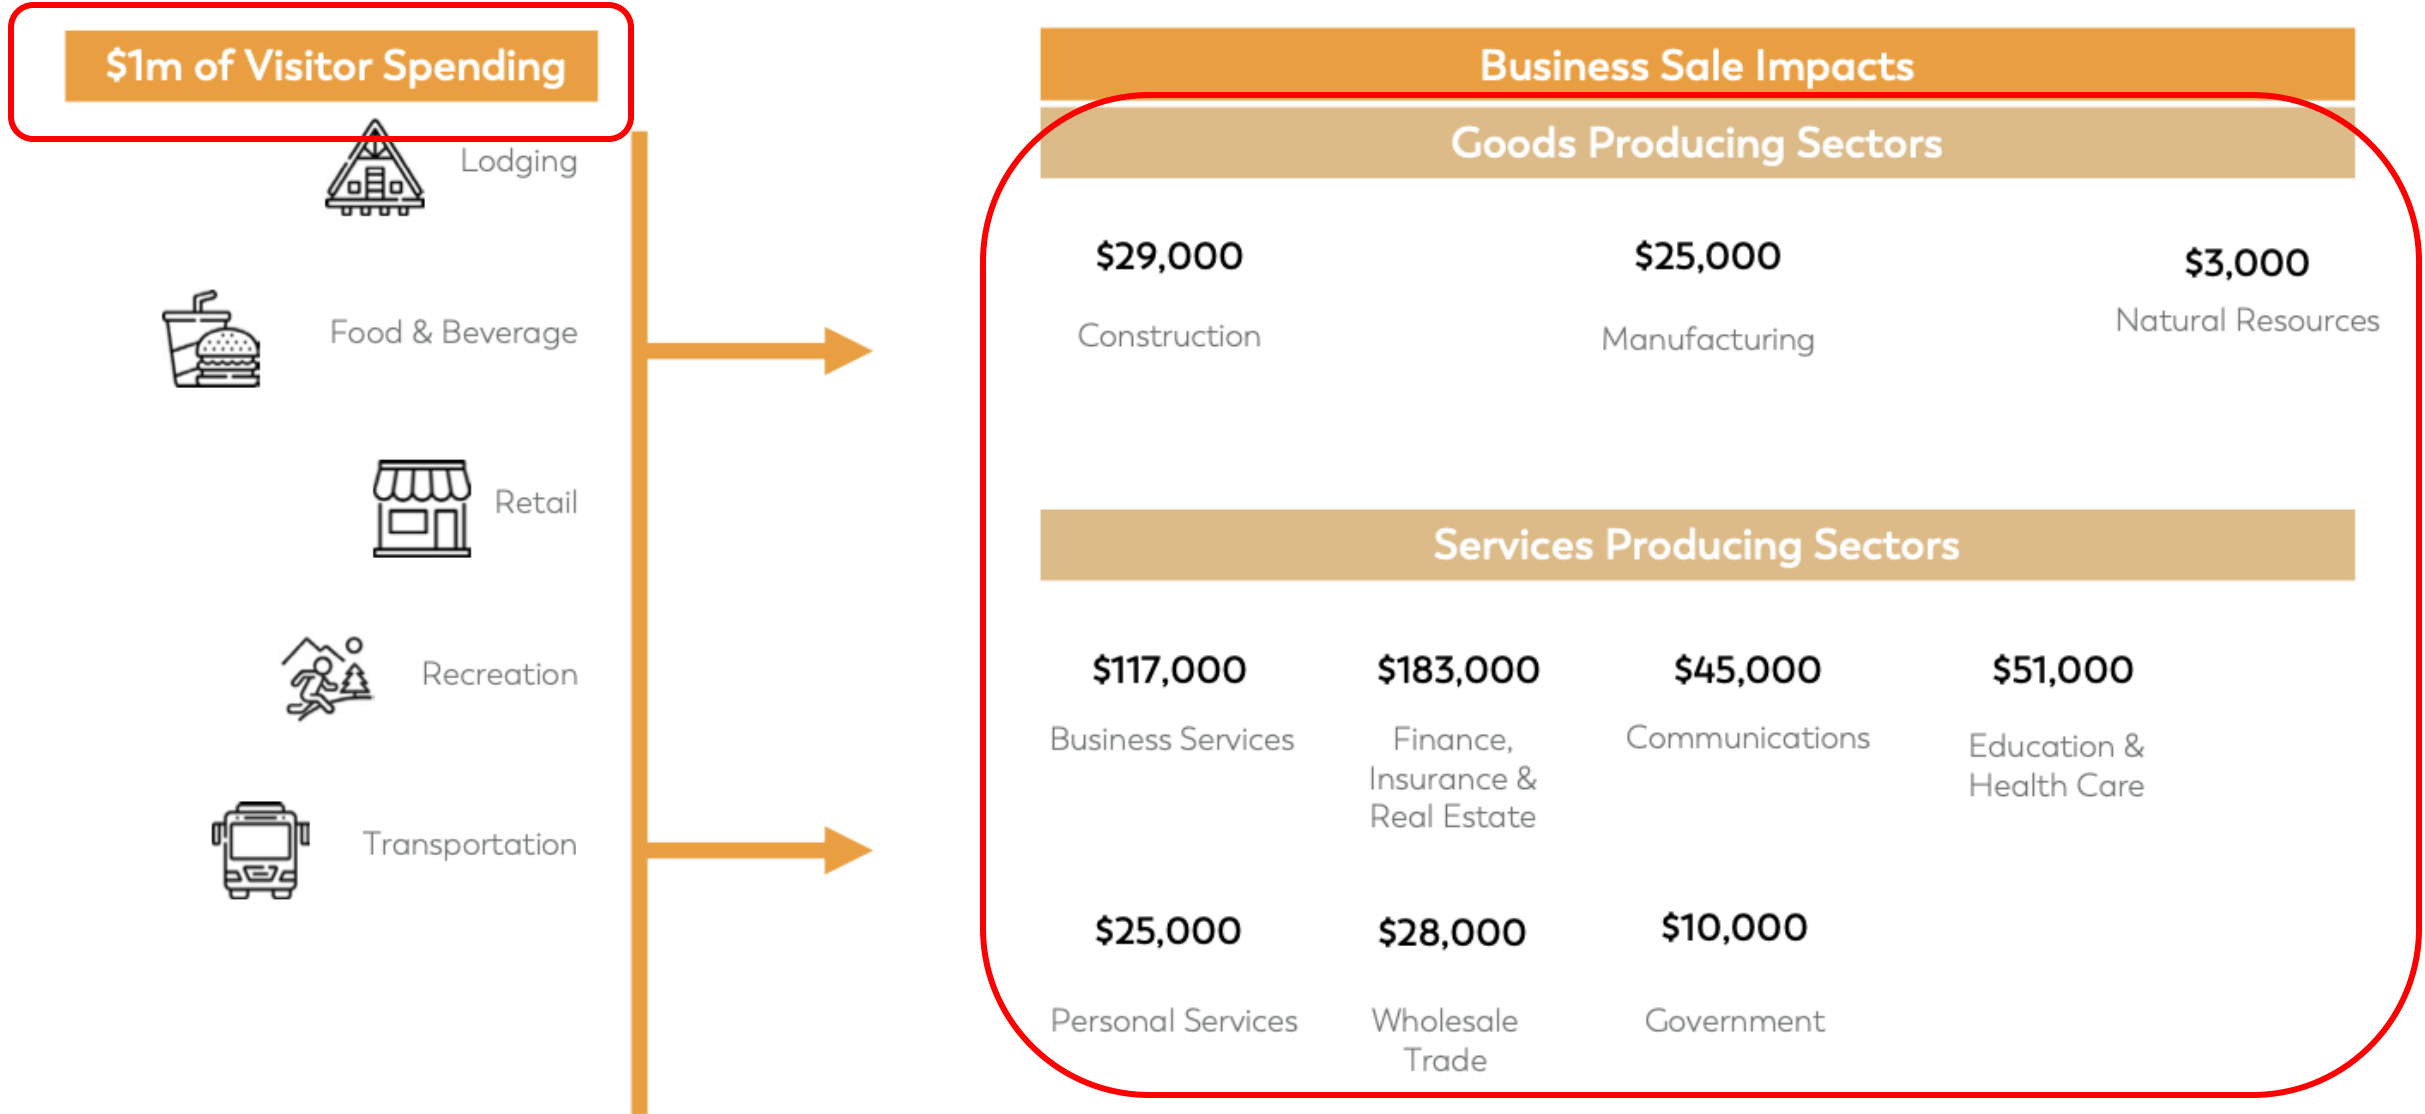 $1m of Visitor Spending
Lodging
Food & Beverage
Retail
Recreation
Transportation
Business Sale Impacts
Goods Producing Sectors
$29,000
$25,000
$3,000
Construction
Manufacturing
Natural Resources
Services Producing Sectors
$117,000
$183,000
$45,000
$51,000
Business Services
Finance,
Insurance &
Real Estate
Communications
Education &
Health Care
$25,000
$28,000
$10,000
Personal Services
Wholesale
Trade
Government